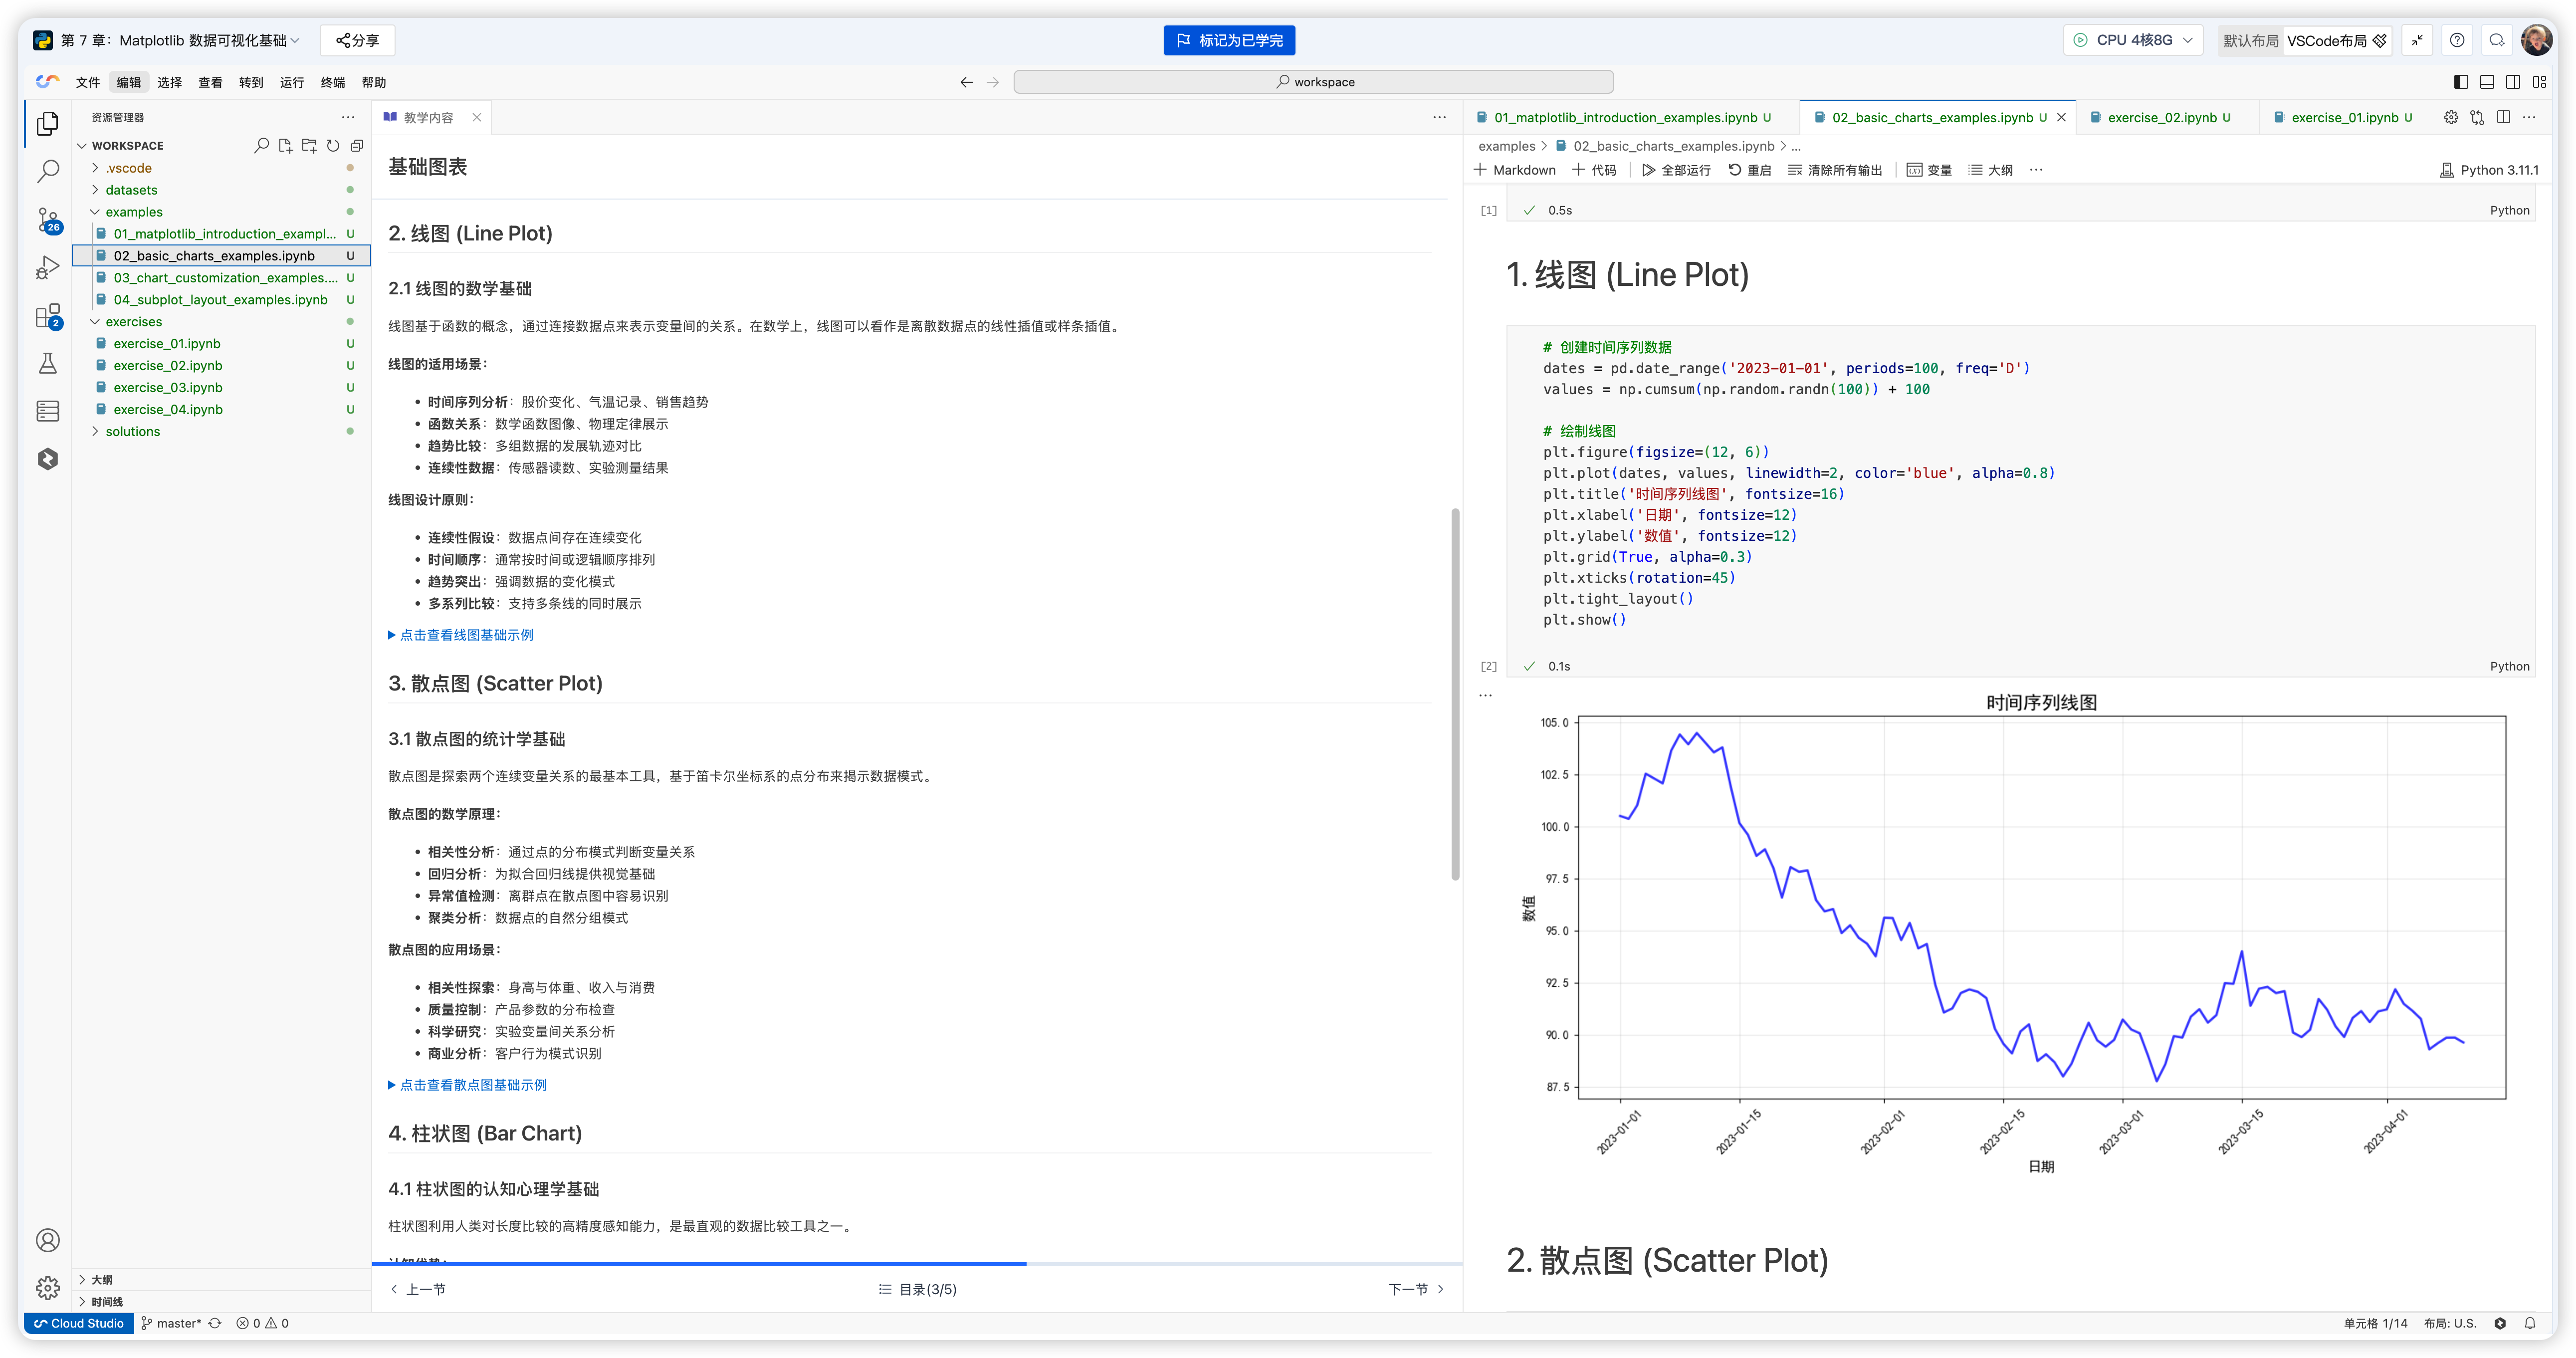 第 7 章：Matplotlib 数据可视化基础
分享
标记为已学完
CPU 4核8G
默认布局
VSCode布局
文件 编辑 选择 查看 转到 运行 终端 帮助
workspace
资源管理器
WORKSPACE
.vscode
datasets
examples
01_matplotlib_introduction_exampl... U
02_basic_charts_examples.ipynb U
03_chart_customization_examples.... U
04_subplot_layout_examples.ipynb U
exercises
exercise_01.ipynb U
exercise_02.ipynb U
exercise_03.ipynb U
exercise_04.ipynb U
solutions
26
2
大纲
时间线
教学内容
基础图表
2. 线图 (Line Plot)
2.1 线图的数学基础
线图基于函数的概念，通过连接数据点来表示变量间的关系。在数学上，线图可以看作是离散数据点的线性插值或样条插值。
线图的适用场景：
• 时间序列分析：股价变化、气温记录、销售趋势
• 函数关系：数学函数图像、物理定律展示
• 趋势比较：多组数据的发展轨迹对比
• 连续性数据：传感器读数、实验测量结果
线图设计原则：
• 连续性假设：数据点间存在连续变化
• 时间顺序：通常按时间或逻辑顺序排列
• 趋势突出：强调数据的变化模式
• 多系列比较：支持多条线的同时展示
▶ 点击查看线图基础示例
3. 散点图 (Scatter Plot)
3.1 散点图的统计学基础
散点图是探索两个连续变量关系的最基本工具，基于笛卡尔坐标系的点分布来揭示数据模式。
散点图的数学原理：
• 相关性分析：通过点的分布模式判断变量关系
• 回归分析：为拟合回归线提供视觉基础
• 异常值检测：离群点在散点图中容易识别
• 聚类分析：数据点的自然分组模式
散点图的应用场景：
• 相关性探索：身高与体重、收入与消费
• 质量控制：产品参数的分布检查
• 科学研究：实验变量间关系分析
• 商业分析：客户行为模式识别
▶ 点击查看散点图基础示例
4. 柱状图 (Bar Chart)
4.1 柱状图的认知心理学基础
柱状图利用人类对长度比较的高精度感知能力，是最直观的数据比较工具之一。
上一节
目录(3/5)
下一节
01_matplotlib_introduction_examples.ipynb U
02_basic_charts_examples.ipynb U
exercise_02.ipynb U
exercise_01.ipynb U
examples > 02_basic_charts_examples.ipynb > ...
+ Markdown + 代码 全部运行 重启 清除所有输出 变量 大纲 ···
Python 3.11.1
[1] ✓ 0.5s Python
1. 线图 (Line Plot)
# 创建时间序列数据
dates = pd.date_range('2023-01-01', periods=100, freq='D')
values = np.cumsum(np.random.randn(100)) + 100
# 绘制线图
plt.figure(figsize=(12, 6))
plt.plot(dates, values, linewidth=2, color='blue', alpha=0.8)
plt.title('时间序列线图', fontsize=16)
plt.xlabel('日期', fontsize=12)
plt.ylabel('数值', fontsize=12)
plt.grid(True, alpha=0.3)
plt.xticks(rotation=45)
plt.tight_layout()
plt.show()
[2] ✓ 0.1s Python
时间序列线图
105.0
102.5
100.0
97.5
95.0
92.5
90.0
87.5
数值
2023-01-01 2023-01-15 2023-02-01 2023-02-15 2023-03-01 2023-03-15 2023-04-01
日期
2. 散点图 (Scatter Plot)
Cloud Studio master* 0 0
单元格 1/14 布局: U.S.